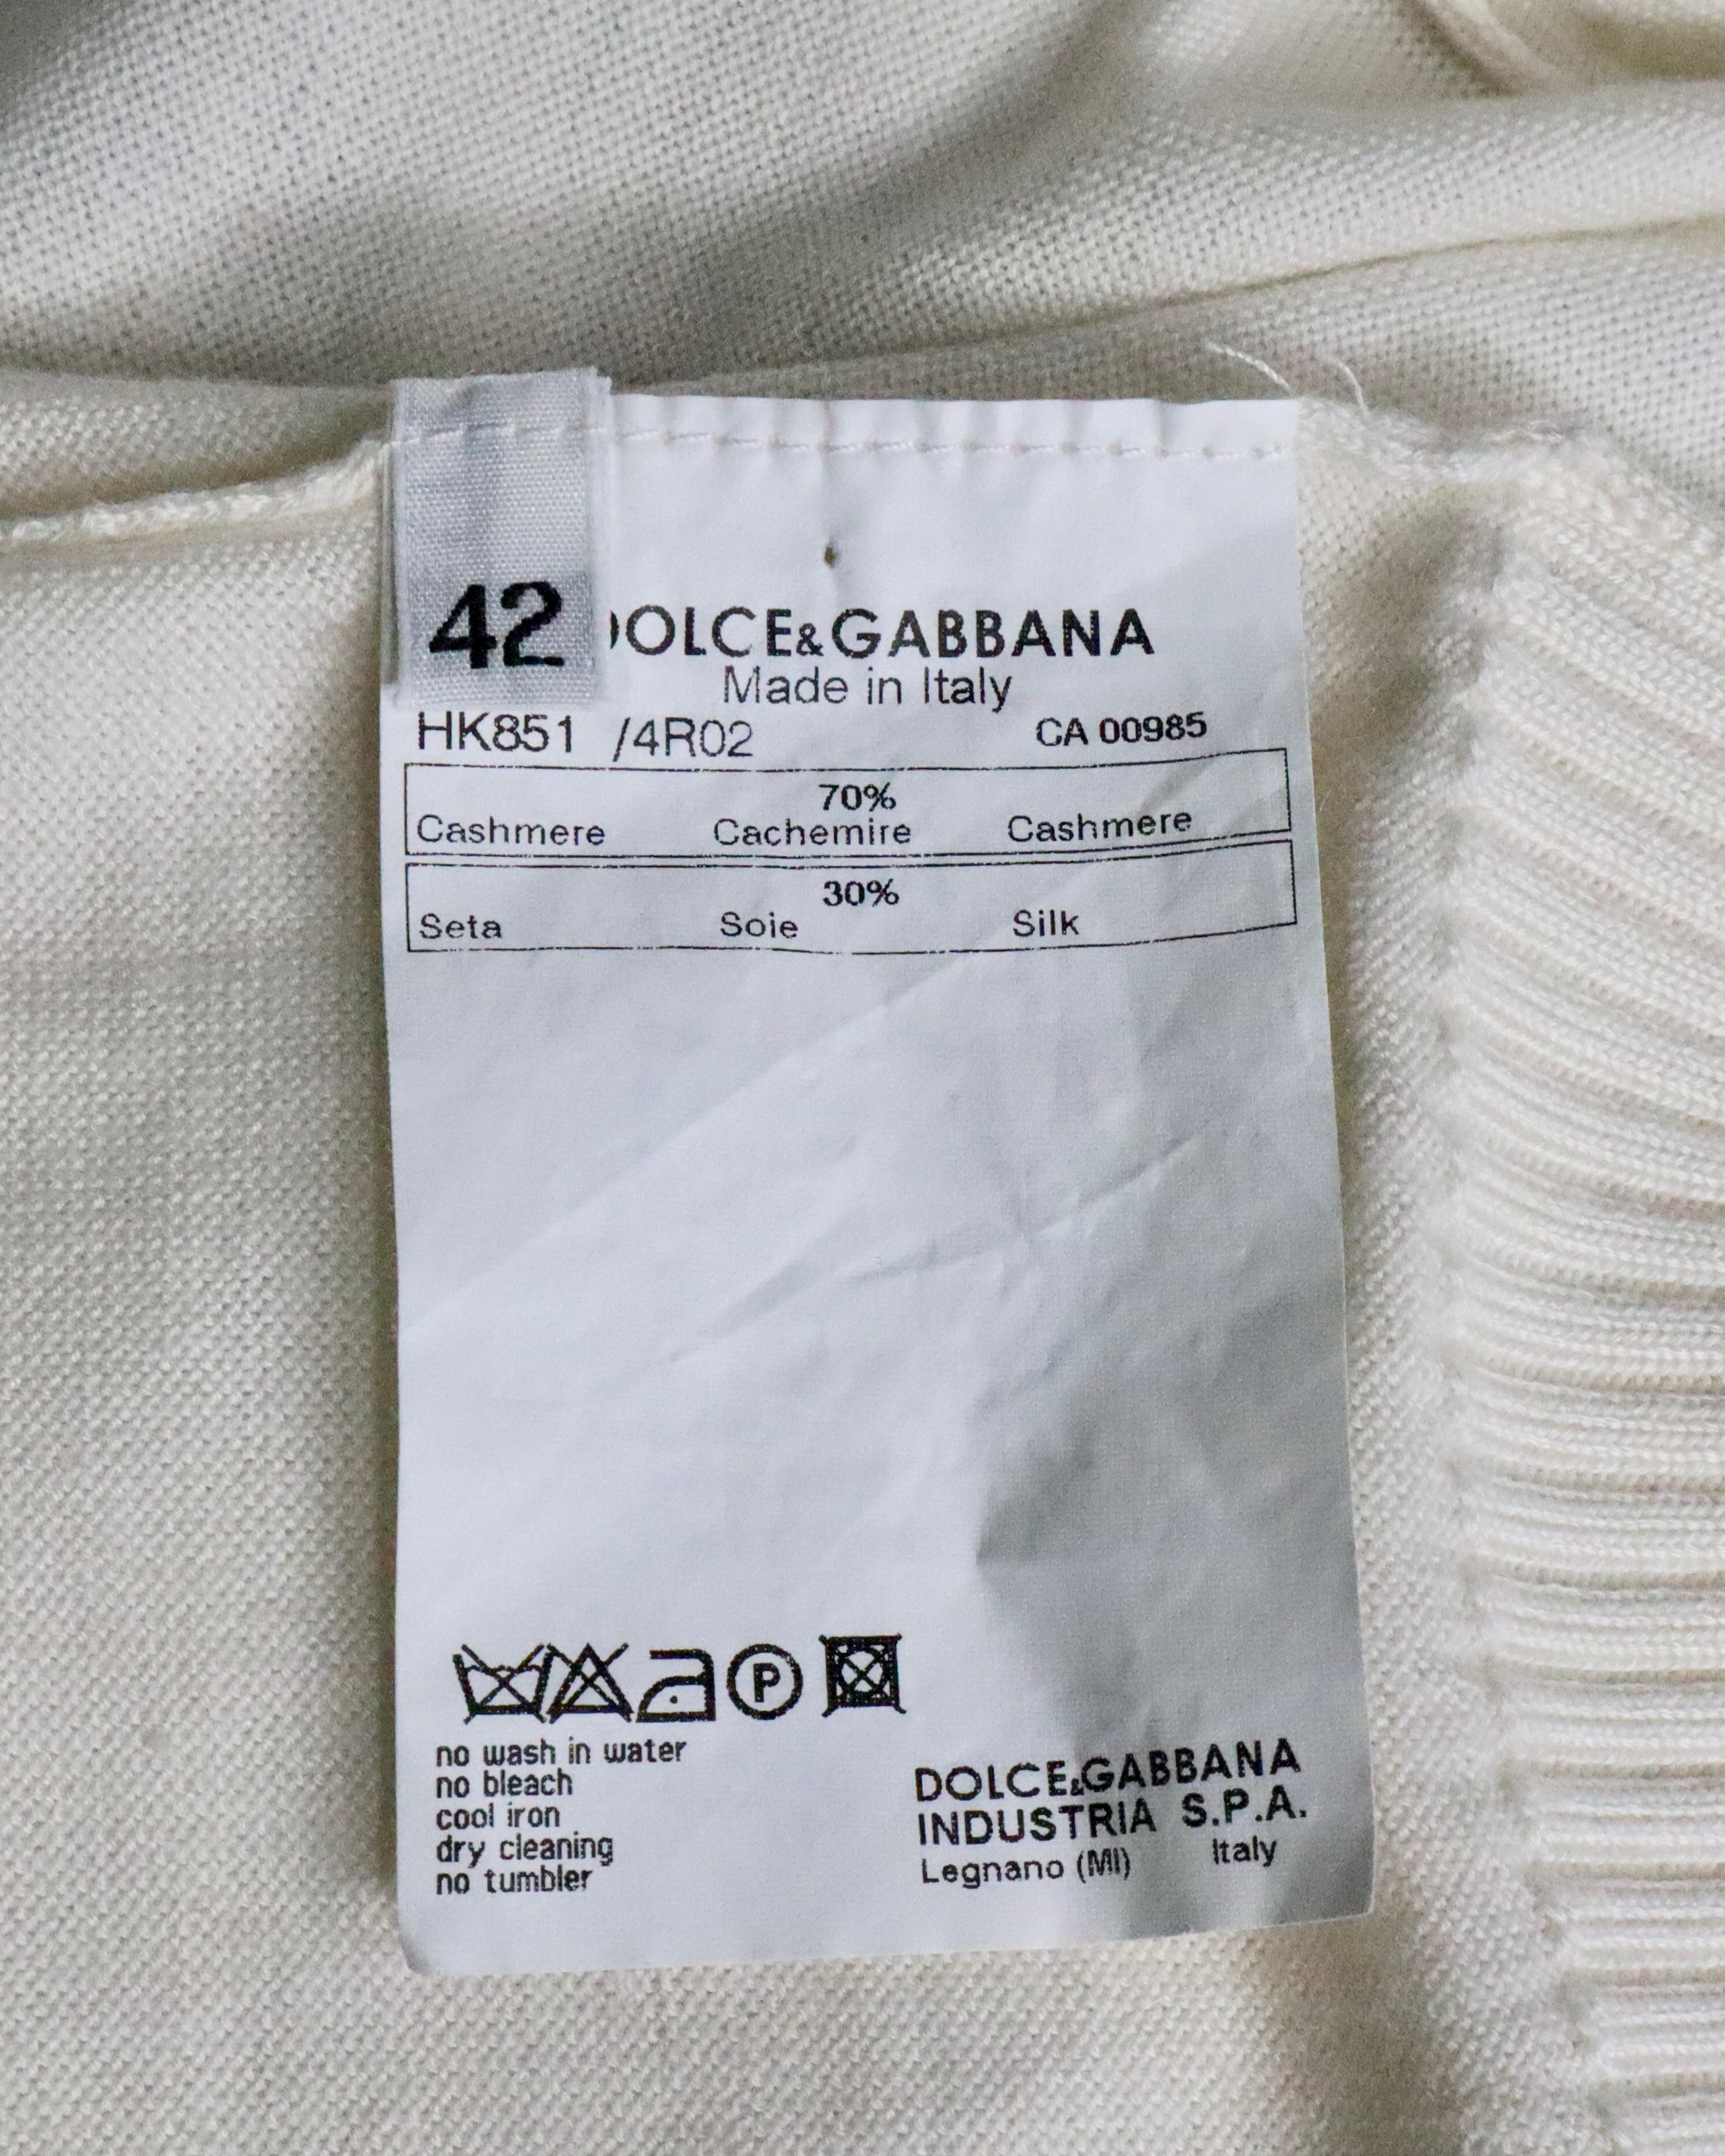 42
DOLCE&GABBANA
Made in Italy
HK851 /4R02 CA 00985
70%
Cashmere Cachemire Cashmere
30%
Seta Soie Silk
P
no wash in water
no bleach
cool iron
dry cleaning
no tumbler
DOLCE&GABBANA
INDUSTRIA S.P.A.
Legnano (MI) Italy